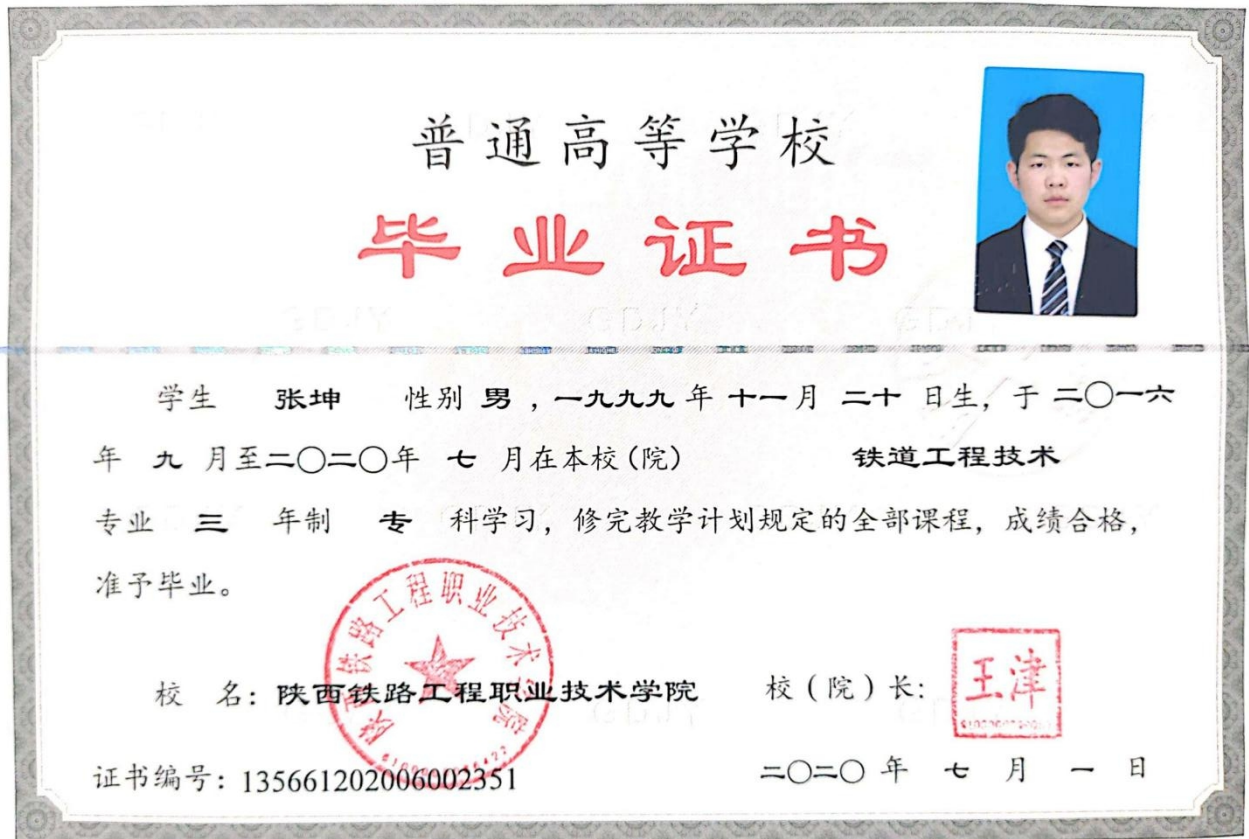 普通高等学校
毕业证书
学生 张坤 性别 男，一九九九 年 十一 月 二十 日生，于 二〇一六
年 九 月至二〇二〇年 七 月在本校(院) 铁道工程技术
专业 三 年制 专 科学习，修完教学计划规定的全部课程，成绩合格，
准予毕业。
陕西铁路工程职业技术学院
校 名：陕西铁路工程职业技术学院 校（院）长：
王津
证书编号：135661202006002351 二〇二〇 年 七 月 一 日